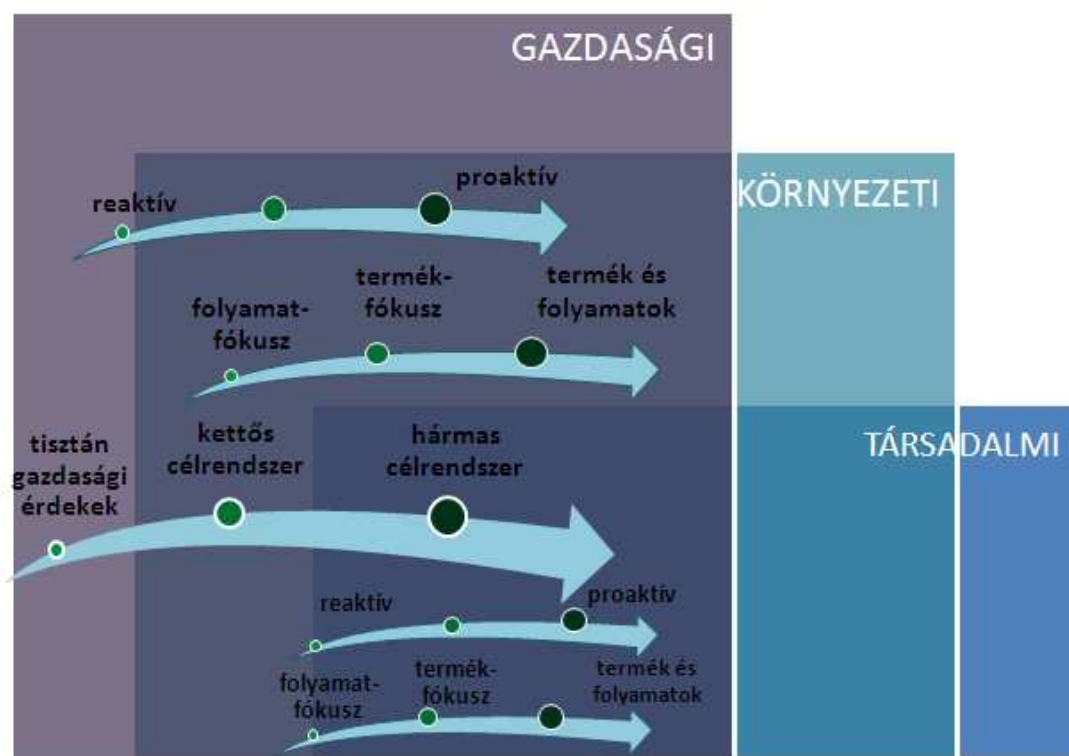 GAZDASÁGI
KÖRNYEZETI
reaktív
proaktív
folyamat-
fókusz
termék-
fókusz
termék és
folyamatok
TÁRSADALMI
tisztán
gazdasági
érdekek
kettős
célrendszer
hármas
célrendszer
reaktív
proaktív
folyamat-
fókusz
termék-
fókusz
termék és
folyamatok